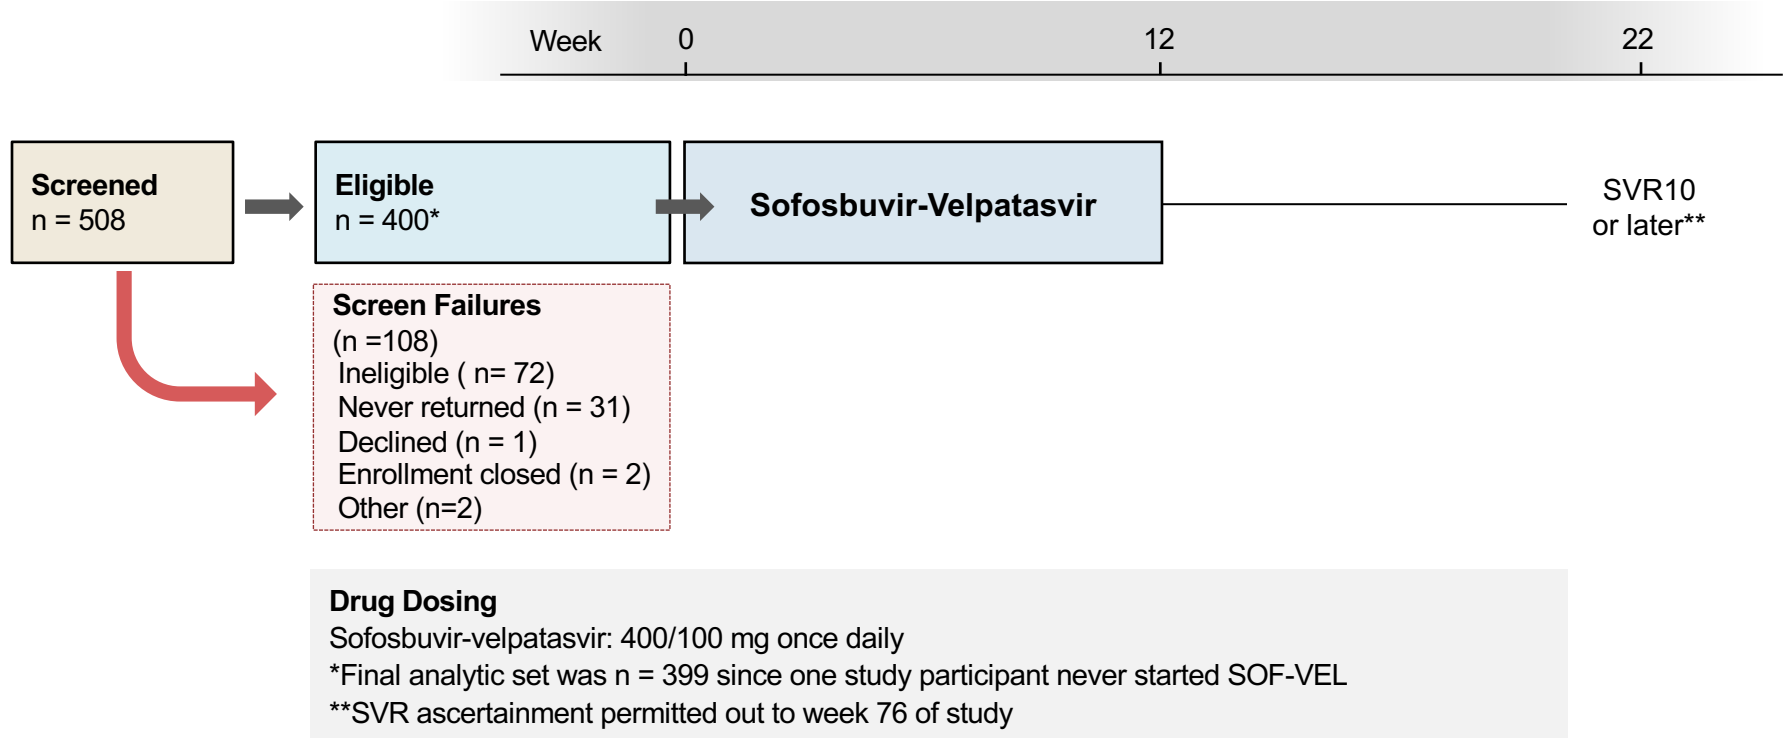 Week 0 12 22
Screened
n = 508
Eligible
n = 400*
Sofosbuvir-Velpatasvir
SVR10
or later**
Screen Failures
(n =108)
Ineligible ( n= 72)
Never returned (n = 31)
Declined (n = 1)
Enrollment closed (n = 2)
Other (n=2)
Drug Dosing
Sofosbuvir-velpatasvir: 400/100 mg once daily
*Final analytic set was n = 399 since one study participant never started SOF-VEL
**SVR ascertainment permitted out to week 76 of study